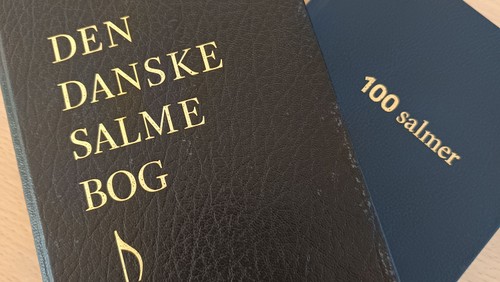 DEN
DANSKE
SALME
BOG
100 salmer